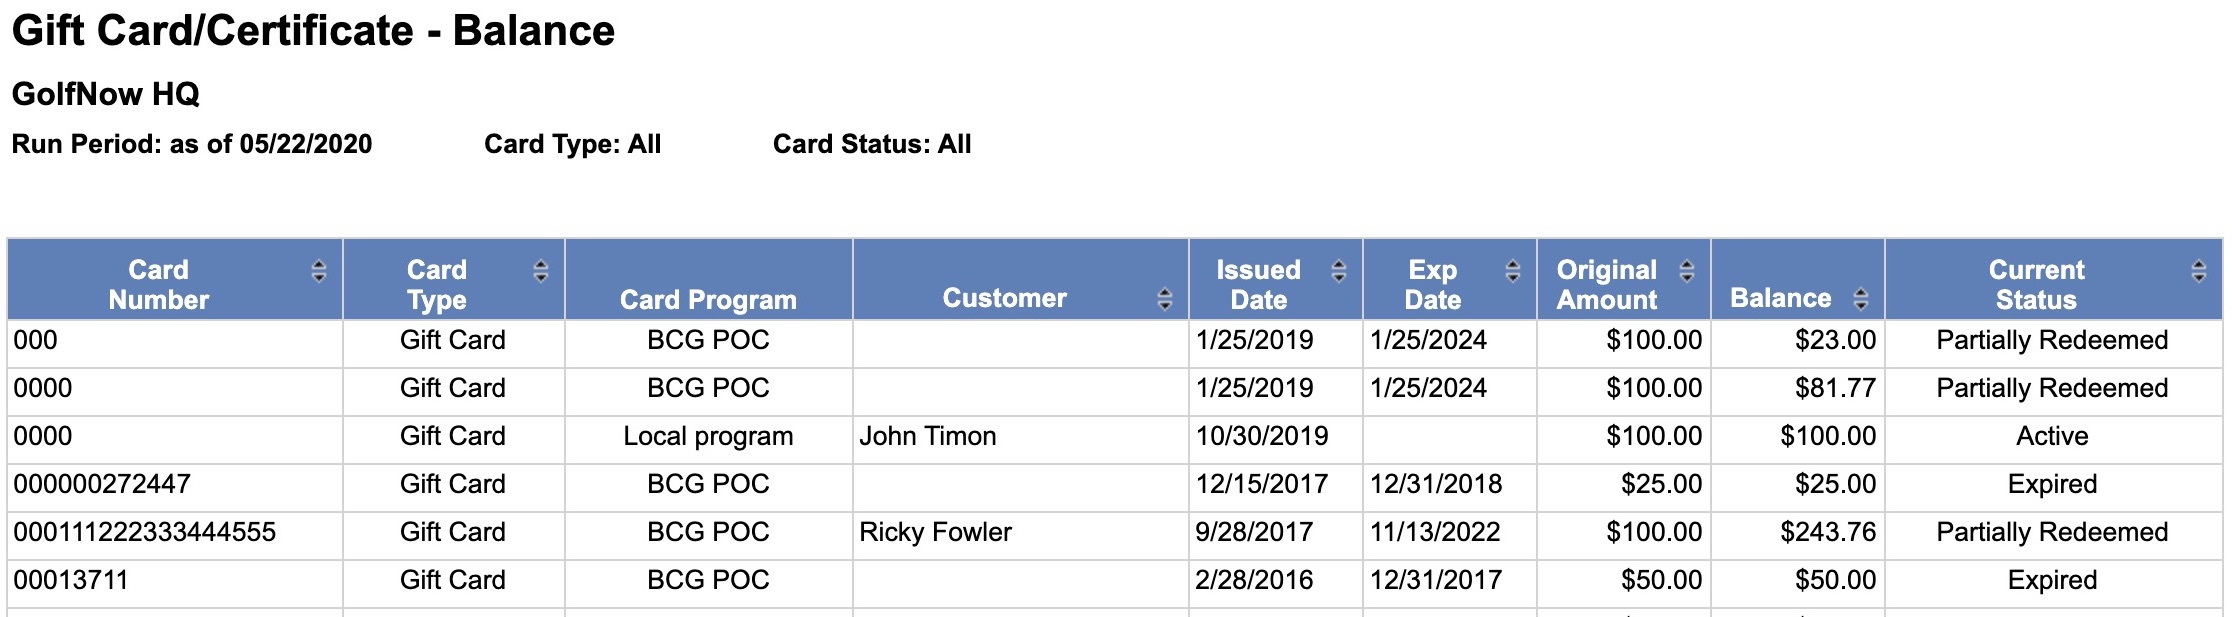 Gift Card/Certificate - Balance
GolfNow HQ
Run Period: as of 05/22/2020 Card Type: All Card Status: All
Card Number Card Type Card Program Customer Issued Date Exp Date Original Amount Balance Current Status
000 Gift Card BCG POC 1/25/2019 1/25/2024 $100.00 $23.00 Partially Redeemed
0000 Gift Card BCG POC 1/25/2019 1/25/2024 $100.00 $81.77 Partially Redeemed
0000 Gift Card Local program John Timon 10/30/2019 $100.00 $100.00 Active
000000272447 Gift Card BCG POC 12/15/2017 12/31/2018 $25.00 $25.00 Expired
000111222333444555 Gift Card BCG POC Ricky Fowler 9/28/2017 11/13/2022 $100.00 $243.76 Partially Redeemed
00013711 Gift Card BCG POC 2/28/2016 12/31/2017 $50.00 $50.00 Expired